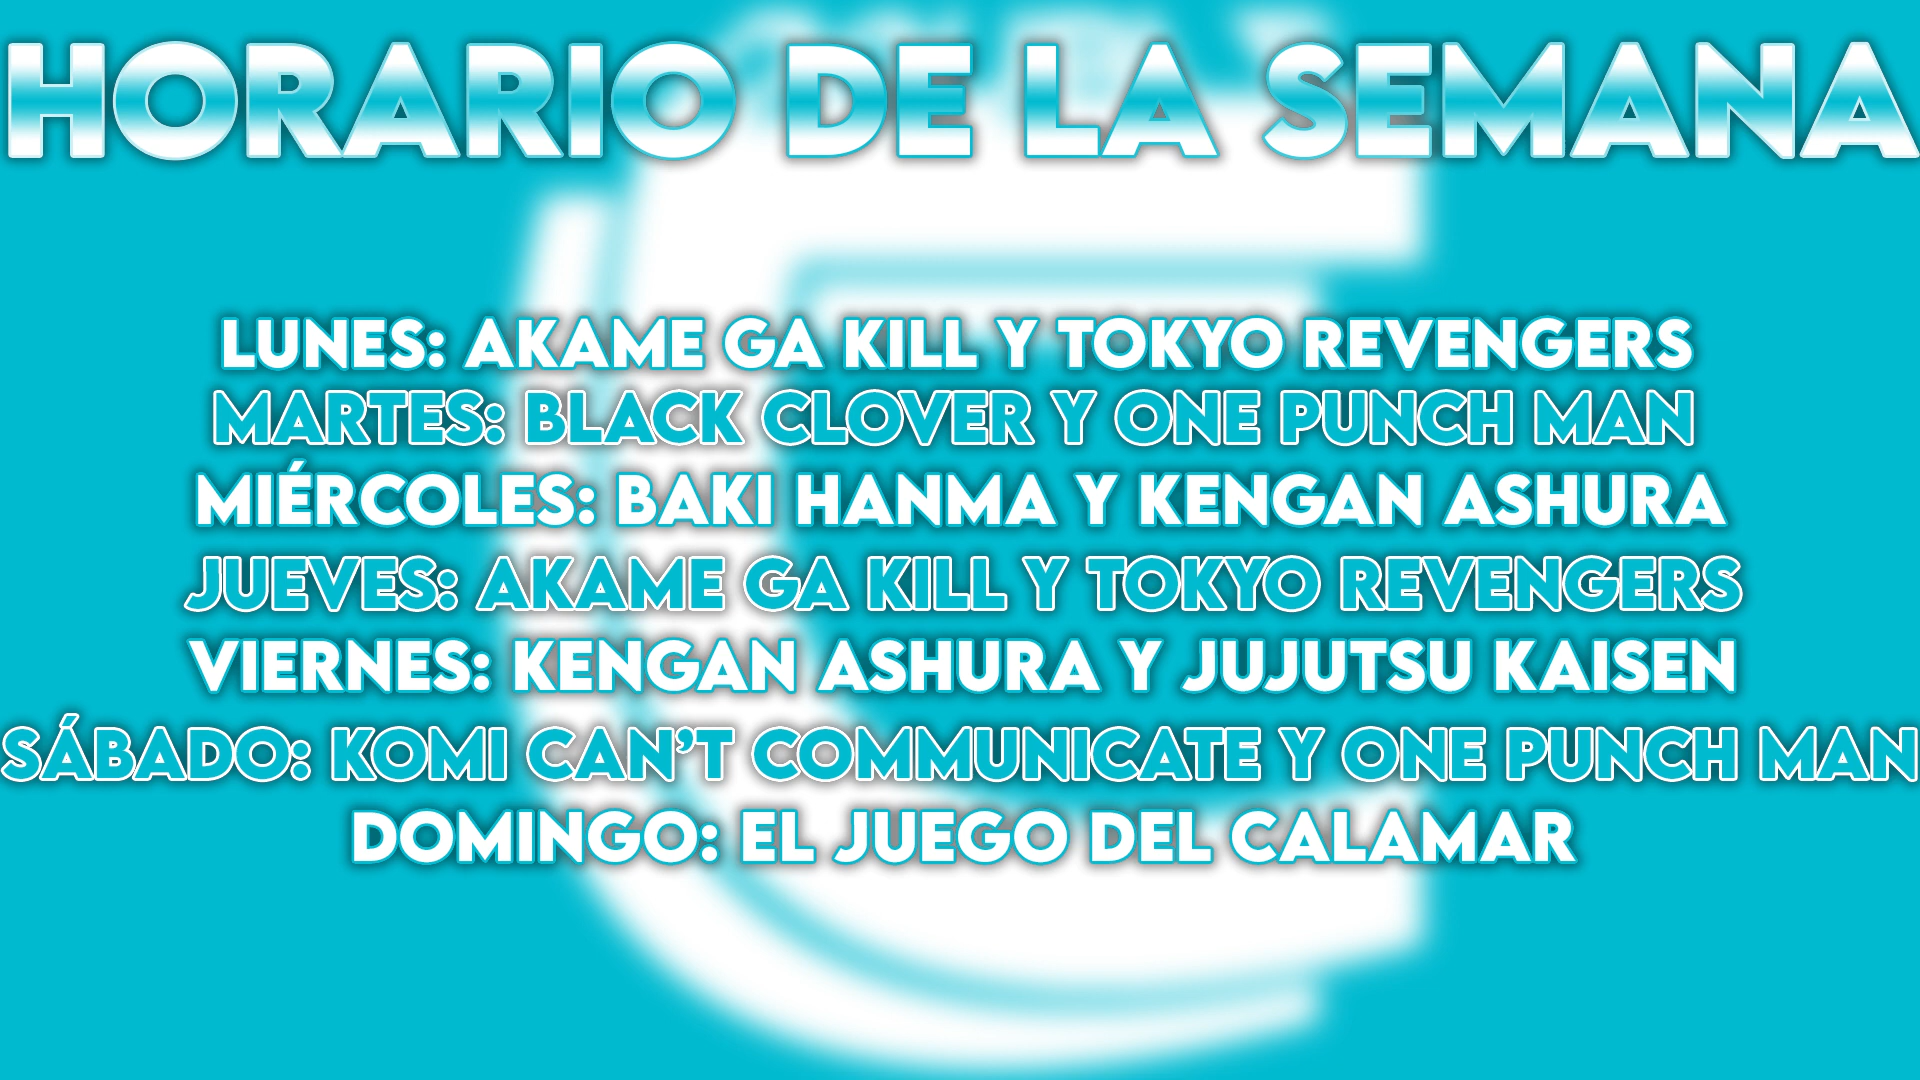 HORARIO DE LA SEMANA
LUNES: AKAME GA KILL Y TOKYO REVENGERS
MARTES: BLACK CLOVER Y ONE PUNCH MAN
MIÉRCOLES: BAKI HANMA Y KENGAN ASHURA
JUEVES: AKAME GA KILL Y TOKYO REVENGERS
VIERNES: KENGAN ASHURA Y JUJUTSU KAISEN
SÁBADO: KOMI CAN’T COMMUNICATE Y ONE PUNCH MAN
DOMINGO: EL JUEGO DEL CALAMAR